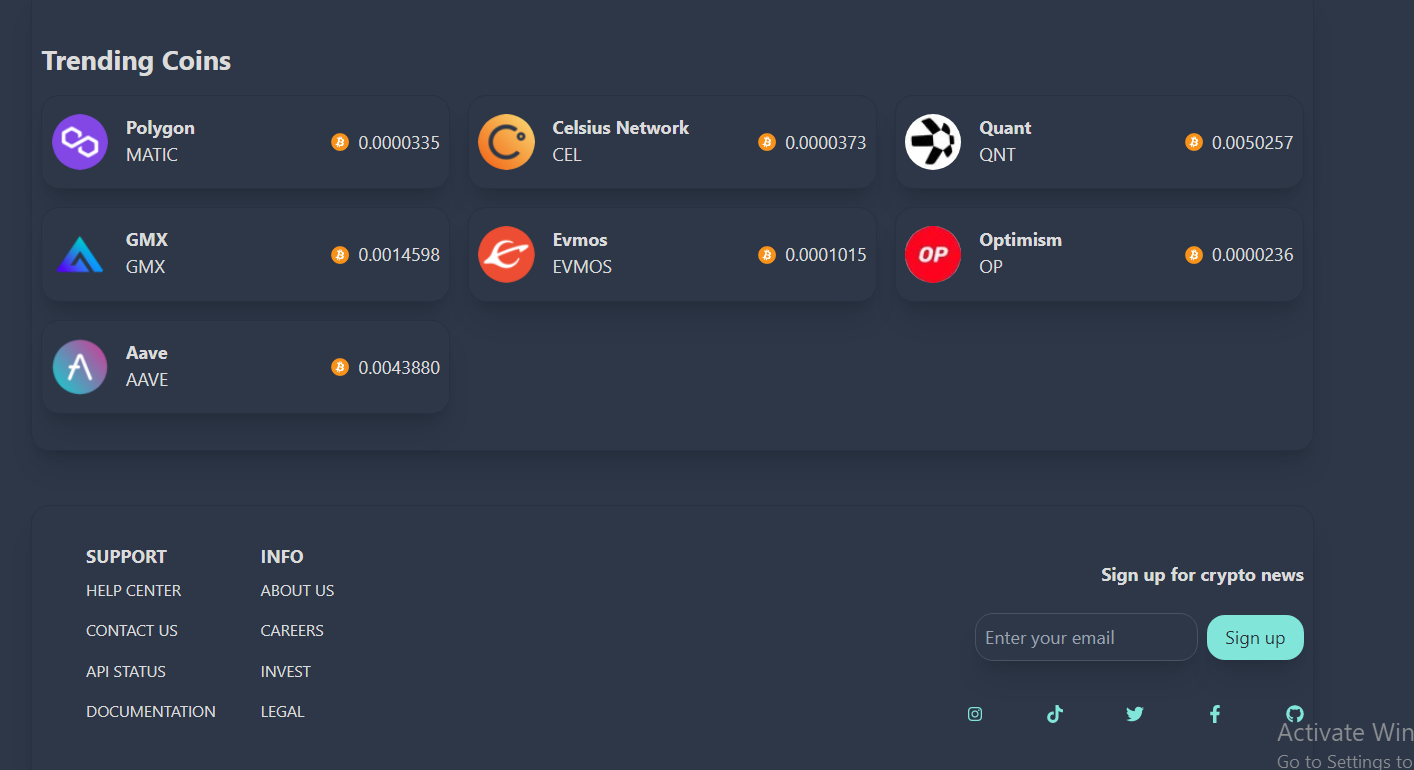 Trending Coins
Polygon
MATIC
0.0000335
Celsius Network
CEL
0.0000373
Quant
QNT
0.0050257
GMX
GMX
0.0014598
Evmos
EVMOS
0.0001015
OP
Optimism
OP
0.0000236
Aave
AAVE
0.0043880
SUPPORT
HELP CENTER
CONTACT US
API STATUS
DOCUMENTATION
INFO
ABOUT US
CAREERS
INVEST
LEGAL
Sign up for crypto news
Enter your email
Sign up
Activate Win
Go to Settings to